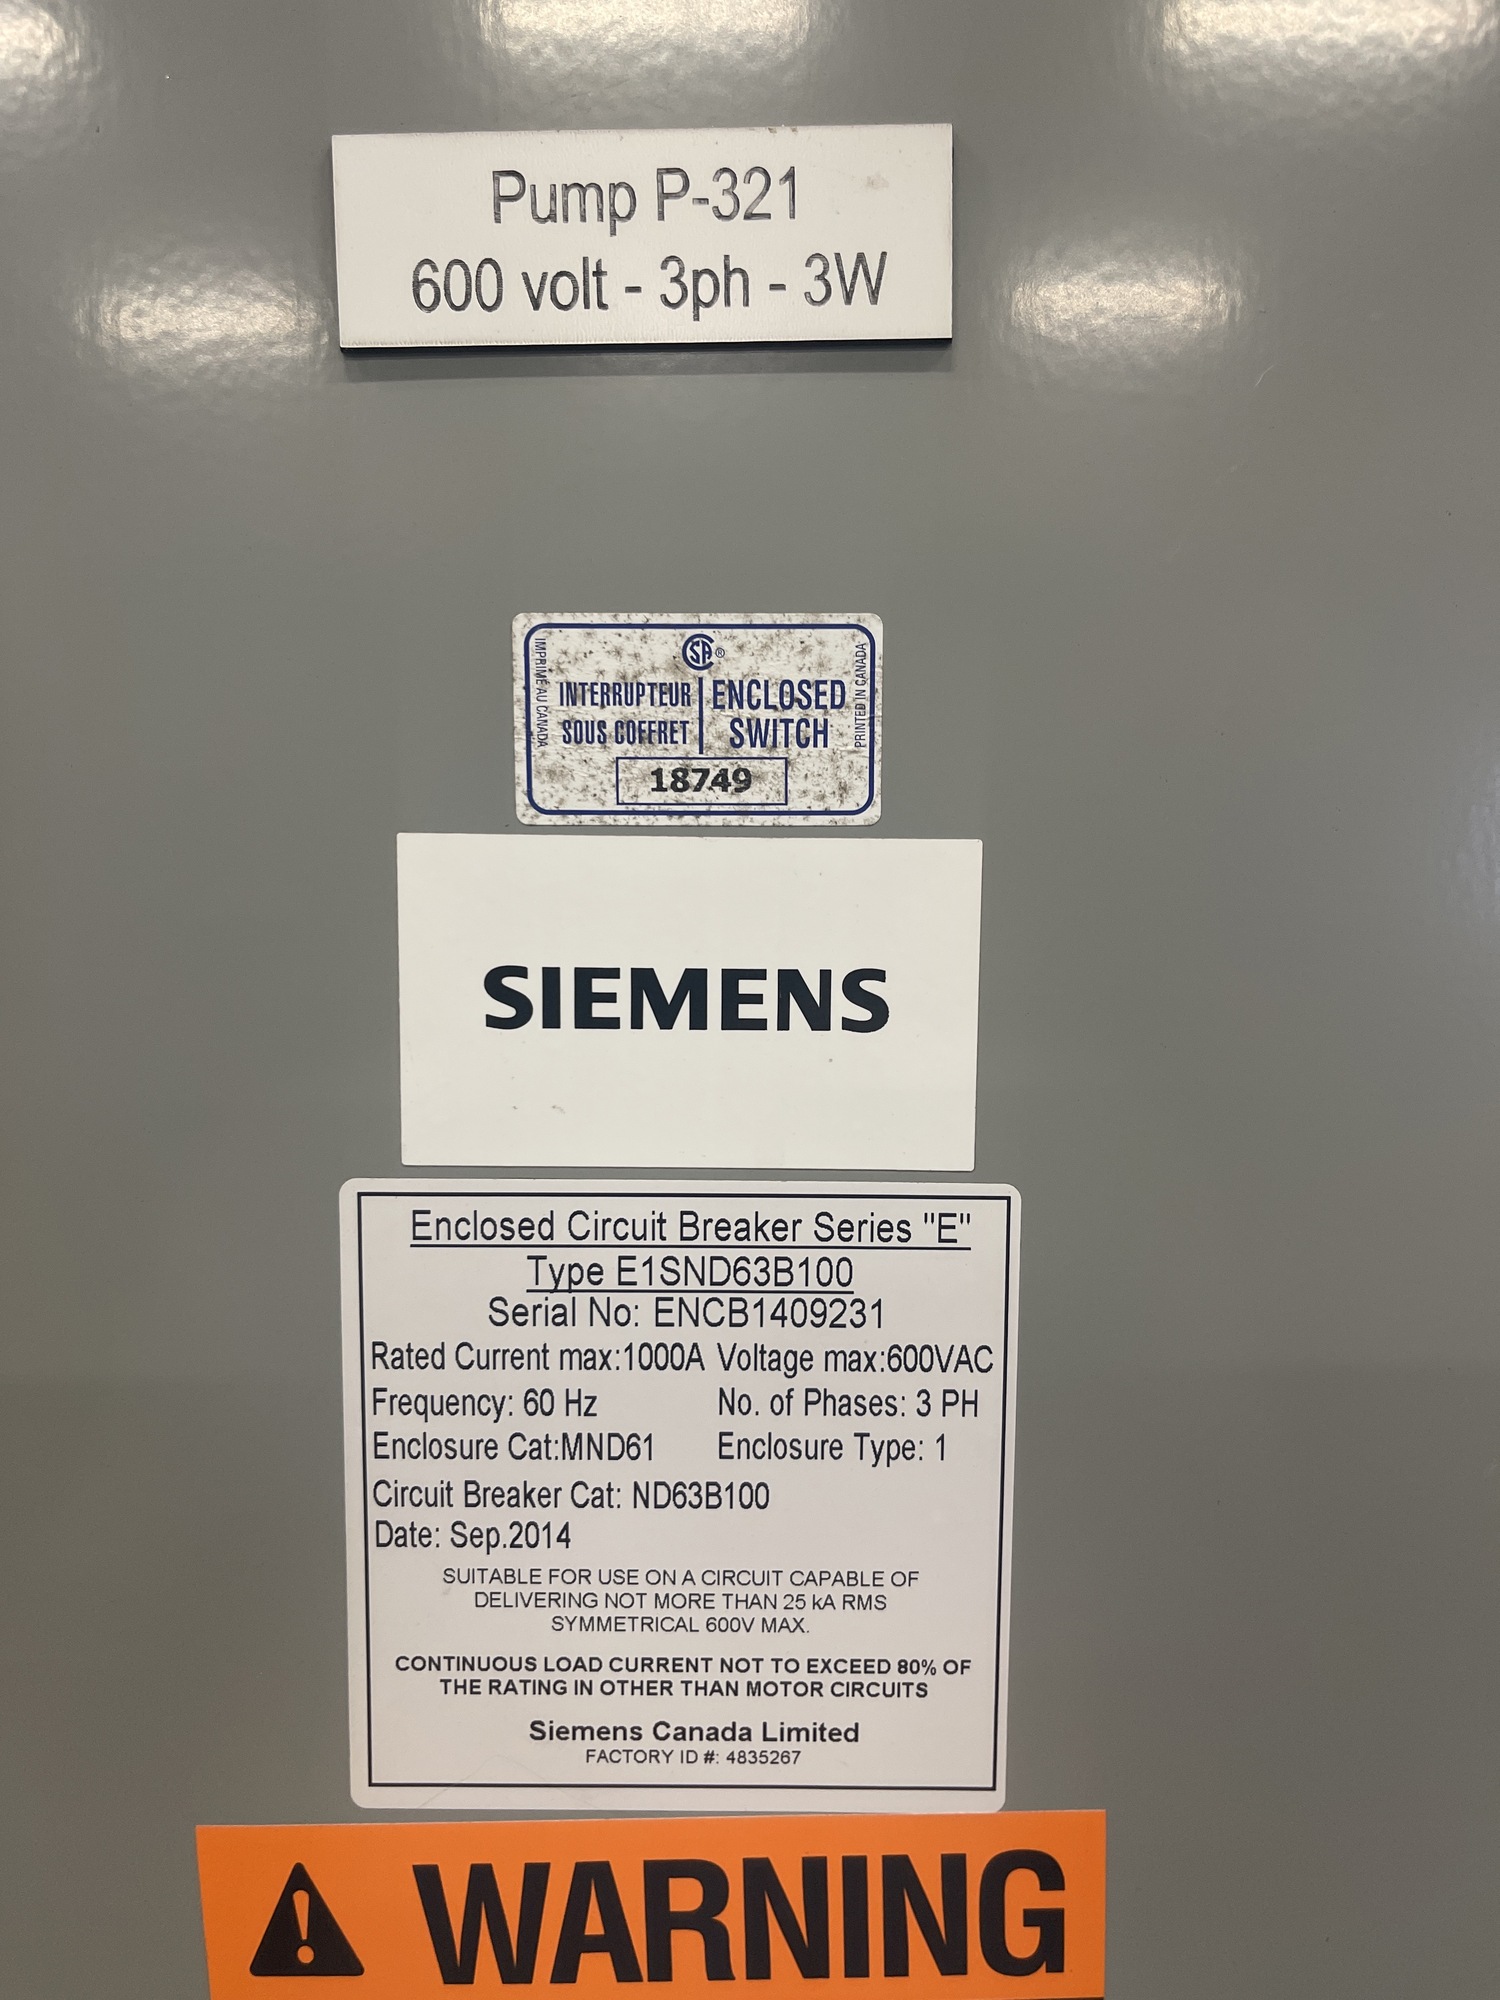 Pump P-321
600 volt - 3ph - 3W
CSA®
IMPRIMÉ AU CANADA
INTERRUPTEUR
SOUS COFFRET
ENCLOSED
SWITCH
PRINTED IN CANADA
18749
SIEMENS
Enclosed Circuit Breaker Series "E"
Type E1SND63B100
Serial No: ENCB1409231
Rated Current max:1000A Voltage max:600VAC
Frequency: 60 Hz No. of Phases: 3 PH
Enclosure Cat:MND61 Enclosure Type: 1
Circuit Breaker Cat: ND63B100
Date: Sep.2014
SUITABLE FOR USE ON A CIRCUIT CAPABLE OF
DELIVERING NOT MORE THAN 25 kA RMS
SYMMETRICAL 600V MAX.
CONTINUOUS LOAD CURRENT NOT TO EXCEED 80% OF
THE RATING IN OTHER THAN MOTOR CIRCUITS
Siemens Canada Limited
FACTORY ID #: 4835267
WARNING